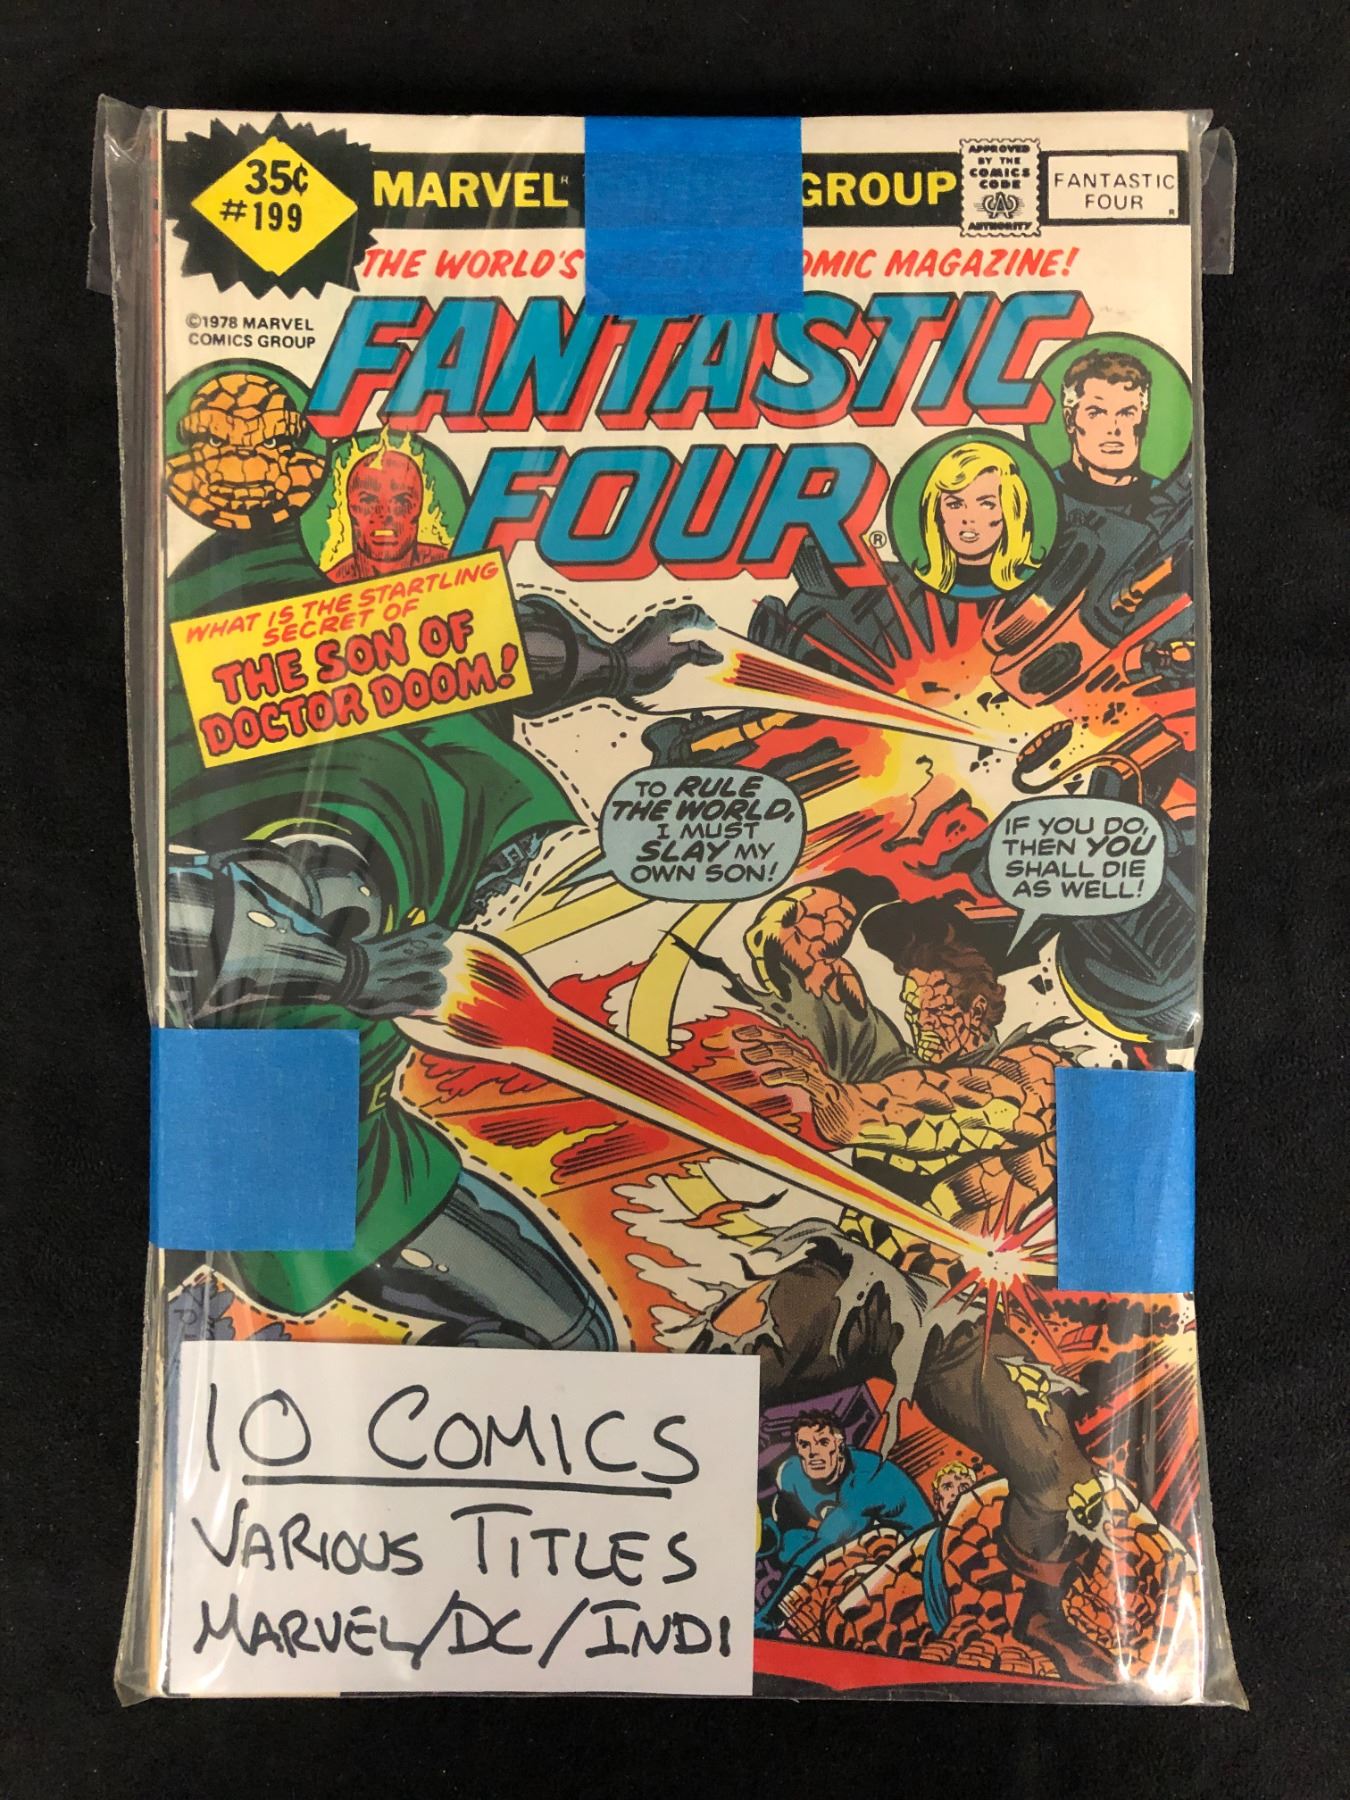 35¢
#199
MARVEL® GROUP
APPROVED
BY THE
COMICS
CODE
CA
AUTHORITY
FANTASTIC
FOUR
®
THE WORLD'S COMIC MAGAZINE!
©1978 MARVEL
COMICS GROUP
FANTASTIC
FOUR®
WHAT IS THE STARTLING
SECRET OF
THE SON OF
DOCTOR DOOM!
TO RULE
THE WORLD,
I MUST
SLAY MY
OWN SON!
IF YOU DO,
THEN YOU
SHALL DIE
AS WELL!
10 COMICS
VARIOUS TITLES
MARVEL/DC/INDI